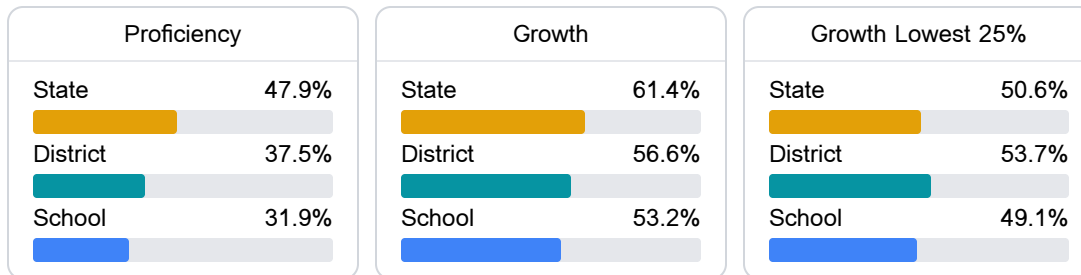 Proficiency
State 47.9%
District 37.5%
School 31.9%
Growth
State 61.4%
District 56.6%
School 53.2%
Growth Lowest 25%
State 50.6%
District 53.7%
School 49.1%